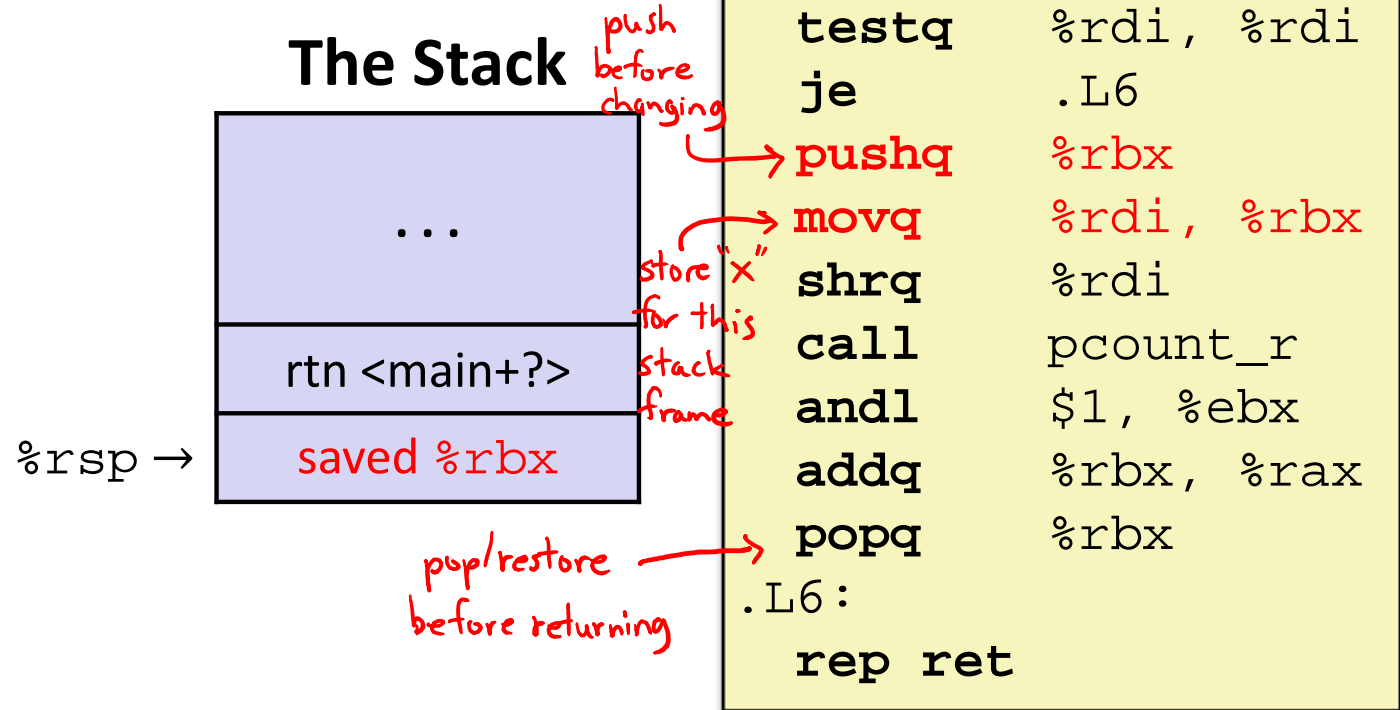 The Stack
push
before
changing
...
store "x"
for this
stack
frame
rtn <main+?>
%rsp → saved %rbx
pop/restore
before returning
testq %rdi, %rdi
je .L6
pushq %rbx
movq %rdi, %rbx
shrq %rdi
call pcount_r
andl $1, %ebx
addq %rbx, %rax
popq %rbx
.L6:
rep ret